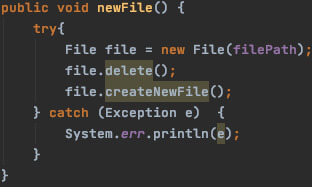 public void newFile() {
    try{
        File file = new File(filePath);
        file.delete();
        file.createNewFile();
    } catch (Exception e)  {
        System.err.println(e);
    }
}